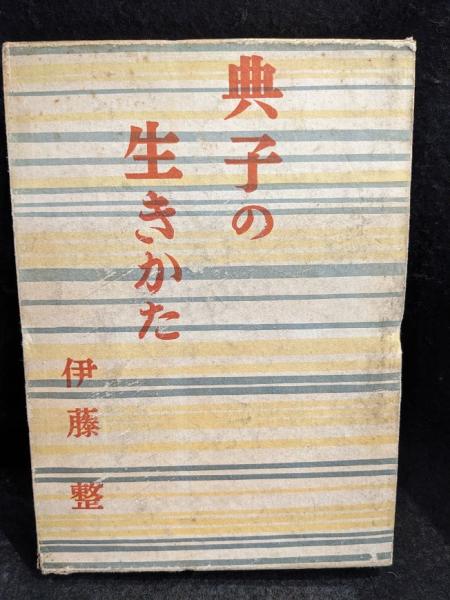 典子の
生きかた
伊藤整